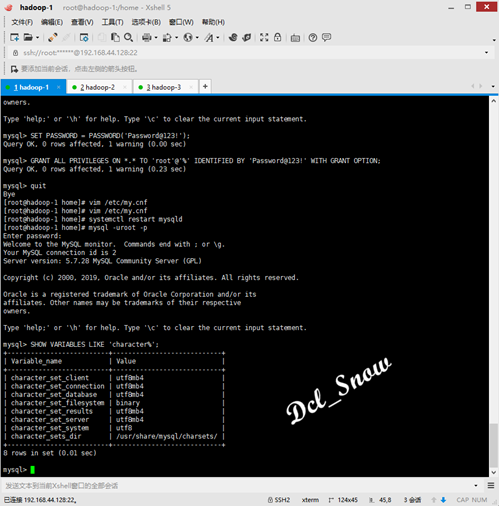 hadoop-1 root@hadoop-1:/home - Xshell 5
文件(F) 编辑(E) 查看(V) 工具(T) 选项卡(B) 窗口(W) 帮助(H)
ssh://root:******@192.168.44.128:22
要添加当前会话，点击左侧的箭头按钮。
1 hadoop-1 2 hadoop-2 3 hadoop-3 +
owners.
Type 'help;' or '\h' for help. Type '\c' to clear the current input statement.
mysql> SET PASSWORD = PASSWORD('Password@123!');
Query OK, 0 rows affected, 1 warning (0.00 sec)
mysql> GRANT ALL PRIVILEGES ON *.* TO 'root'@'%' IDENTIFIED BY 'Password@123!' WITH GRANT OPTION;
Query OK, 0 rows affected, 1 warning (0.23 sec)
mysql> quit
Bye
[root@hadoop-1 home]# vim /etc/my.cnf
[root@hadoop-1 home]# vim /etc/my.cnf
[root@hadoop-1 home]# systemctl restart mysqld
[root@hadoop-1 home]# mysql -uroot -p
Enter password:
Welcome to the MySQL monitor.  Commands end with ; or \g.
Your MySQL connection id is 2
Server version: 5.7.28 MySQL Community Server (GPL)
Copyright (c) 2000, 2019, Oracle and/or its affiliates. All rights reserved.
Oracle is a registered trademark of Oracle Corporation and/or its
affiliates. Other names may be trademarks of their respective
owners.
Type 'help;' or '\h' for help. Type '\c' to clear the current input statement.
mysql> SHOW VARIABLES LIKE 'character%';
+--------------------------+----------------------------+
| Variable_name | Value |
+--------------------------+----------------------------+
| character_set_client | utf8mb4 |
| character_set_connection | utf8mb4 |
| character_set_database | utf8mb4 |
| character_set_filesystem | binary |
| character_set_results | utf8mb4 |
| character_set_server | utf8mb4 |
| character_set_system | utf8 |
| character_sets_dir | /usr/share/mysql/charsets/ |
+--------------------------+----------------------------+
8 rows in set (0.01 sec)
mysql>
Dcl_Snow
发送文本到当前Xshell窗口的全部会话
已连接 192.168.44.128:22。 SSH2 xterm 124x45 45,8 3 会话 CAP NUM